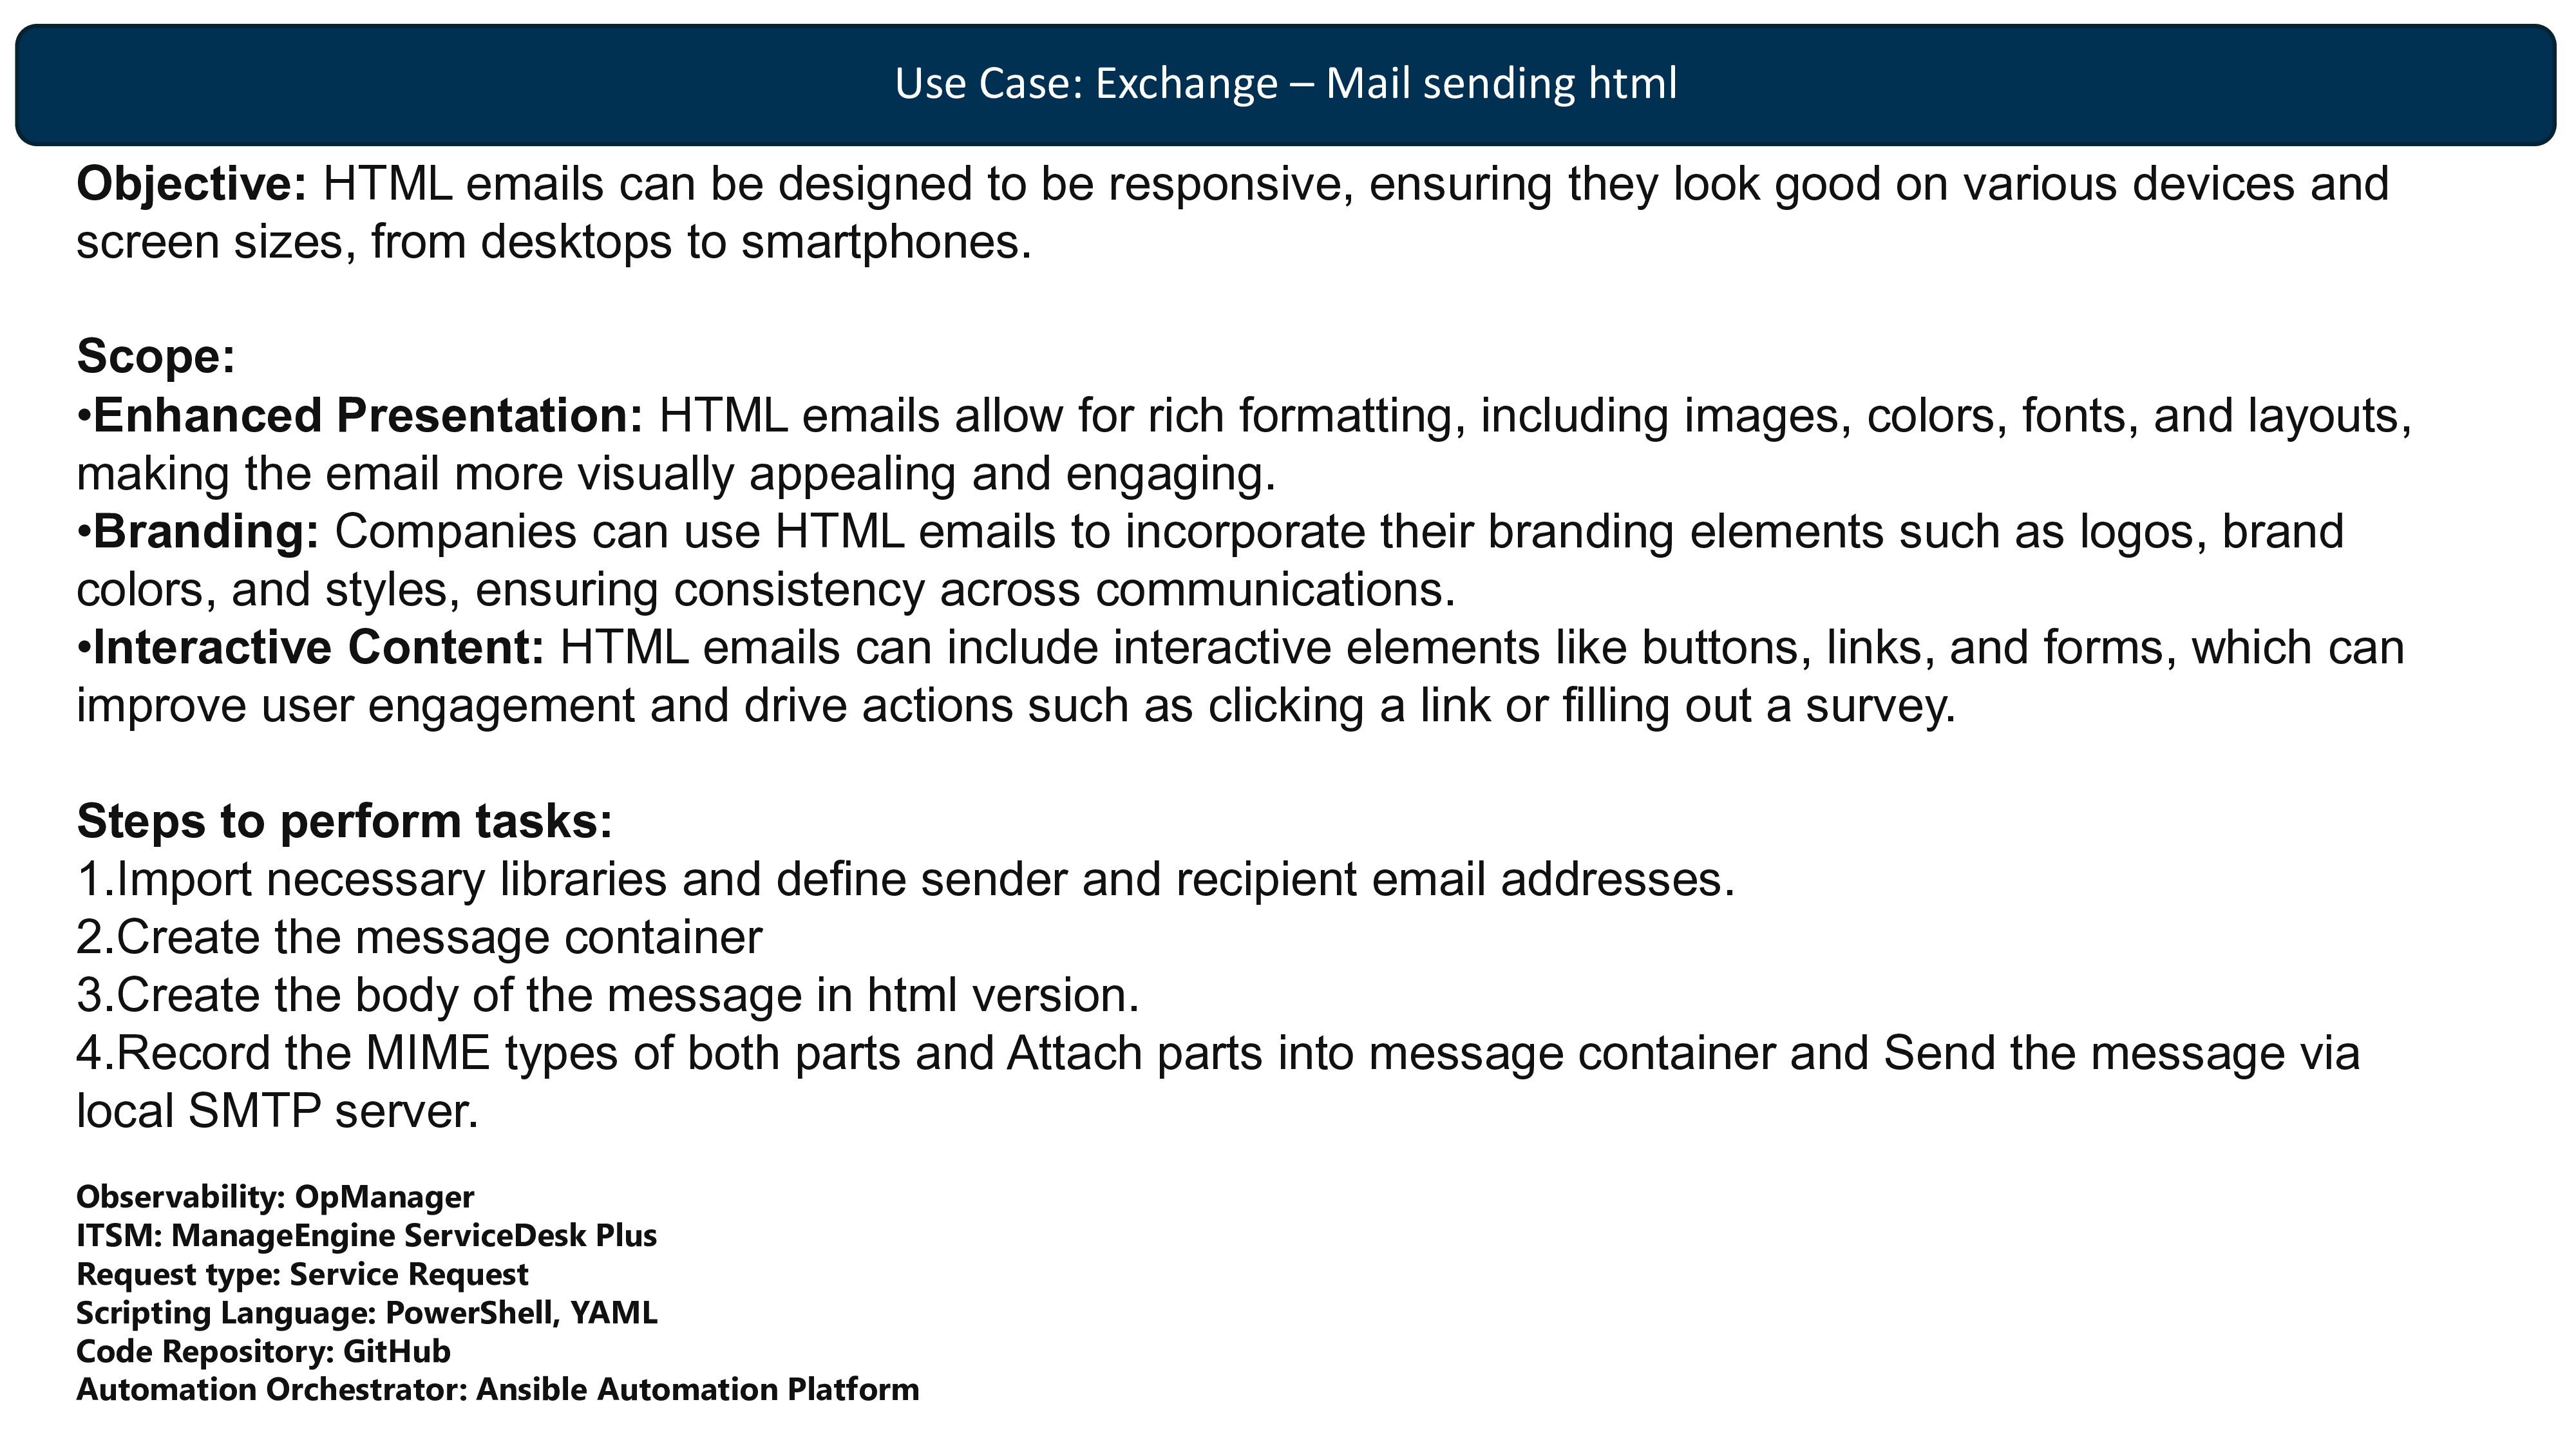 Use Case: Exchange – Mail sending html
Objective: HTML emails can be designed to be responsive, ensuring they look good on various devices and
screen sizes, from desktops to smartphones.
Scope:
•Enhanced Presentation: HTML emails allow for rich formatting, including images, colors, fonts, and layouts,
making the email more visually appealing and engaging.
•Branding: Companies can use HTML emails to incorporate their branding elements such as logos, brand
colors, and styles, ensuring consistency across communications.
•Interactive Content: HTML emails can include interactive elements like buttons, links, and forms, which can
improve user engagement and drive actions such as clicking a link or filling out a survey.
Steps to perform tasks:
1.Import necessary libraries and define sender and recipient email addresses.
2.Create the message container
3.Create the body of the message in html version.
4.Record the MIME types of both parts and Attach parts into message container and Send the message via
local SMTP server.
Observability: OpManager
ITSM: ManageEngine ServiceDesk Plus
Request type: Service Request
Scripting Language: PowerShell, YAML
Code Repository: GitHub
Automation Orchestrator: Ansible Automation Platform